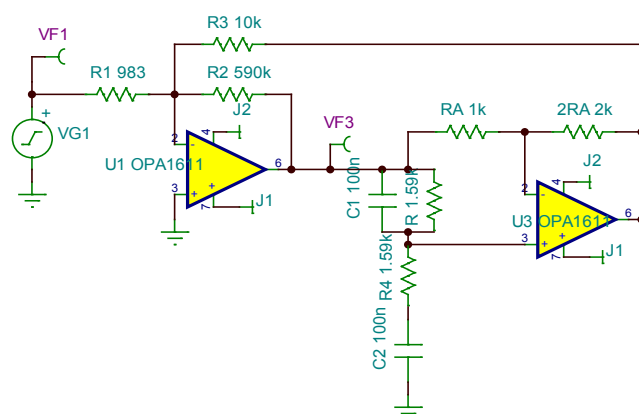 VF1
R3 10k
R1 983
R2 590k
J2
VG1
+
2
-
4
U1 OPA1611
6
3
+
+
7
J1
VF3
RA 1k
2RA 2k
C1 100n
R 1.59k
J2
2
-
4
U3 OPA1611
6
3
+
+
7
J1
R4 1.59k
C2 100n